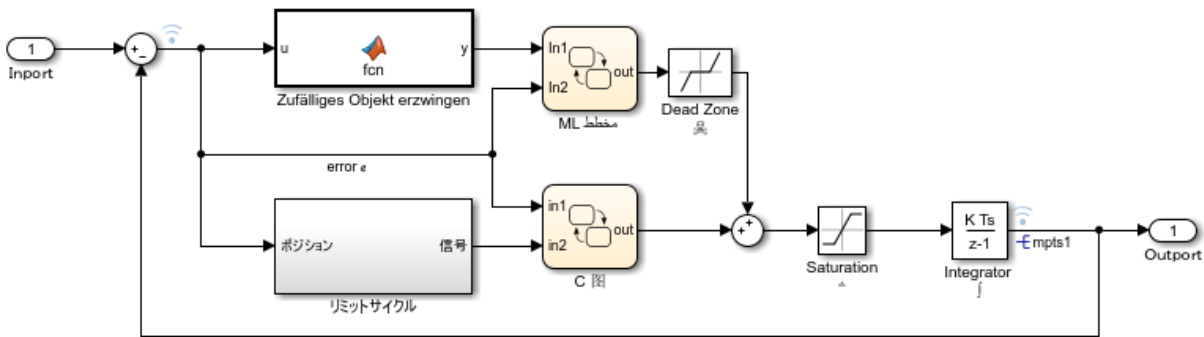 1
Inport
+
−
u
fcn
y
Zufälliges Objekt erzwingen
In1
In2
out
ML مخطط
Dead Zone
error e
ポジション
信号
リミットサイクル
in1
in2
out
C 图
+
+
Saturation
K Ts
z-1
Integrator
∫
mpts1
1
Outport